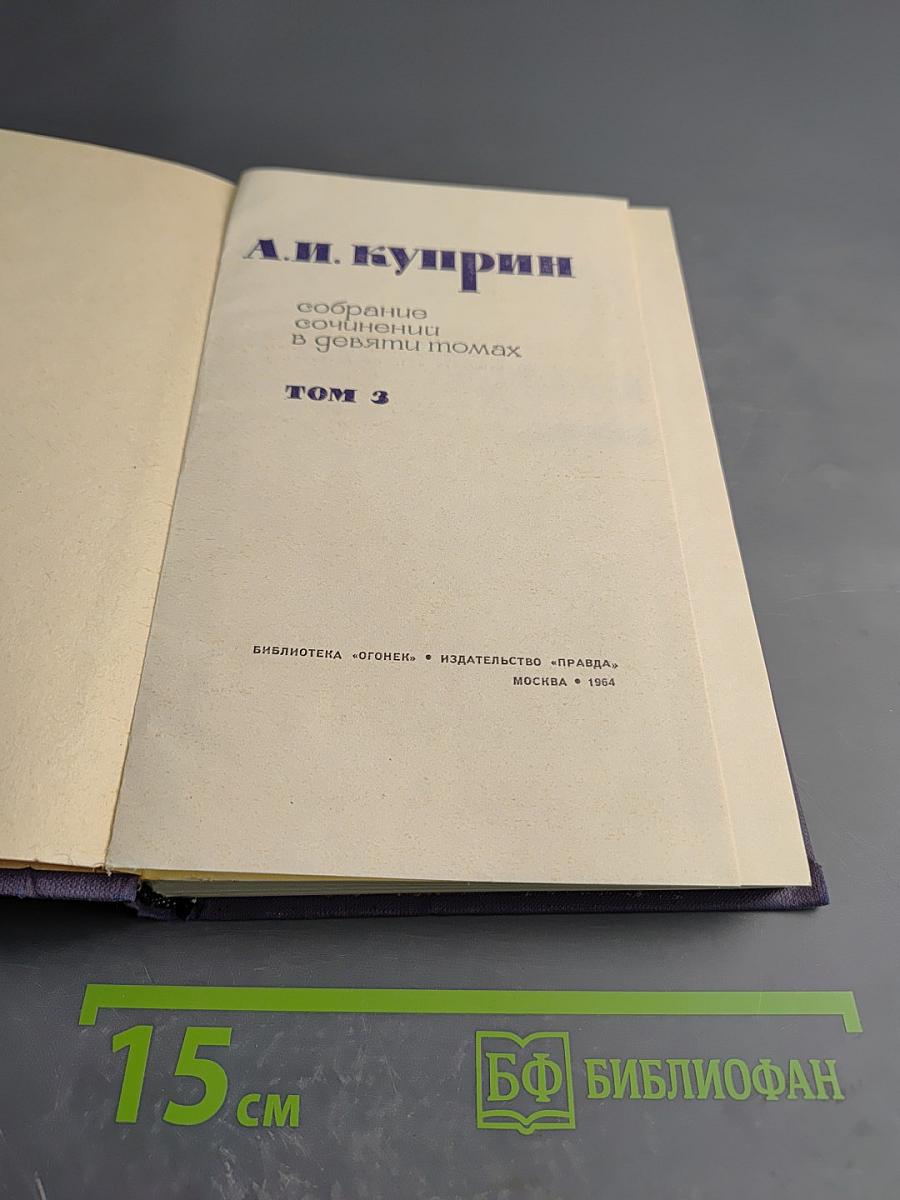 А.И. Куприн
собрание
сочинений
в девяти томах
ТОМ 3
БИБЛИОТЕКА «ОГОНЕК» • ИЗДАТЕЛЬСТВО «ПРАВДА»
МОСКВА • 1964
15 см
БФ БИБЛИОФАН